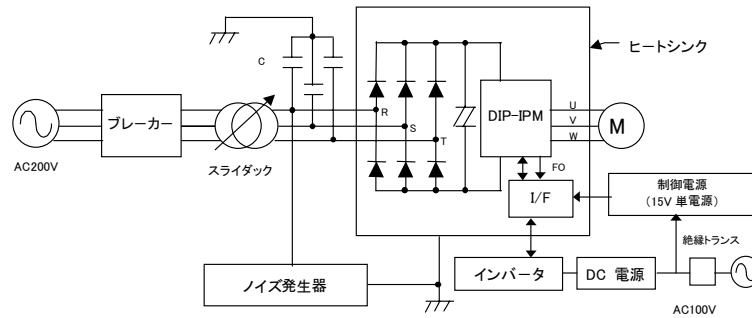 C
ヒートシンク
ブレーカー
R
S
T
DIP-IPM
U
V
W
M
AC200V
スライダック
FO
I/F
制御電源
(15V 単電源)
絶縁トランス
ノイズ発生器
インバータ
DC 電源
AC100V